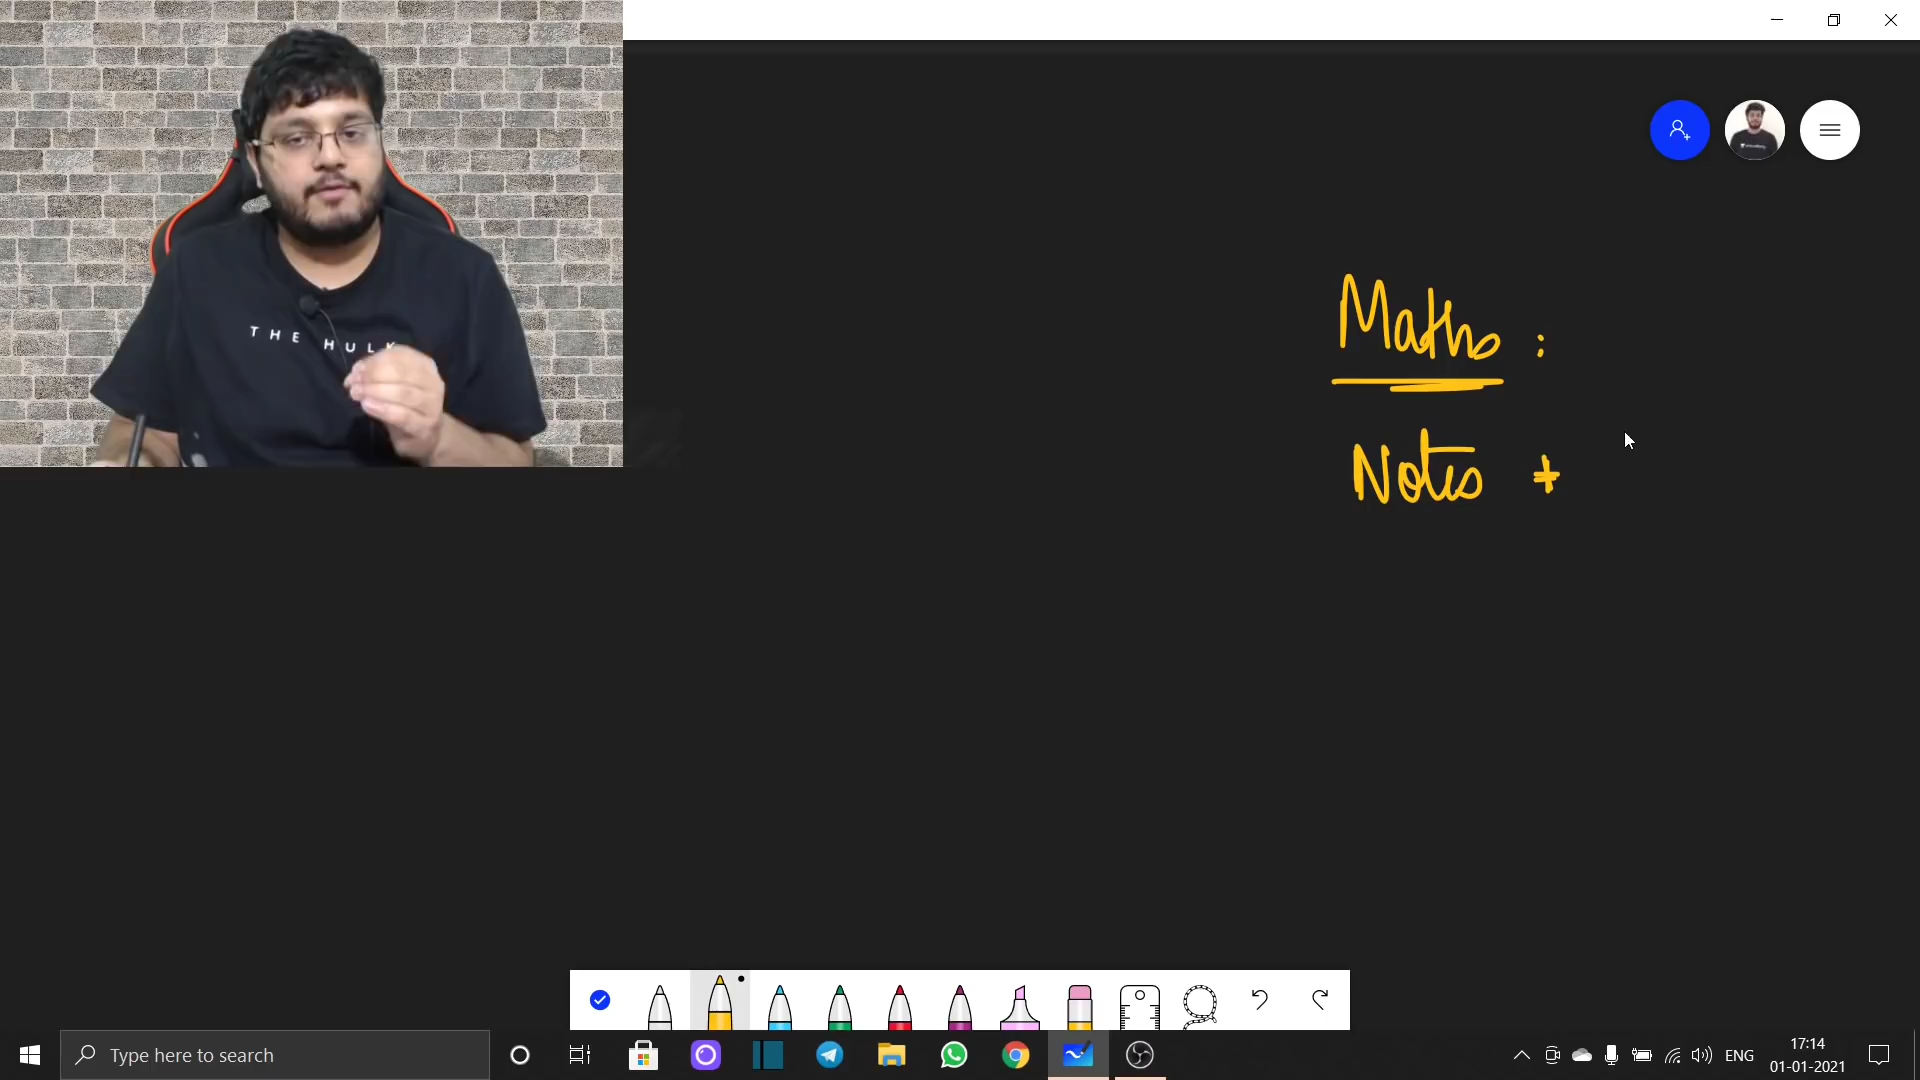 THE HULK
Maths :
Notes +
Type here to search
ENG
17:14
01-01-2021